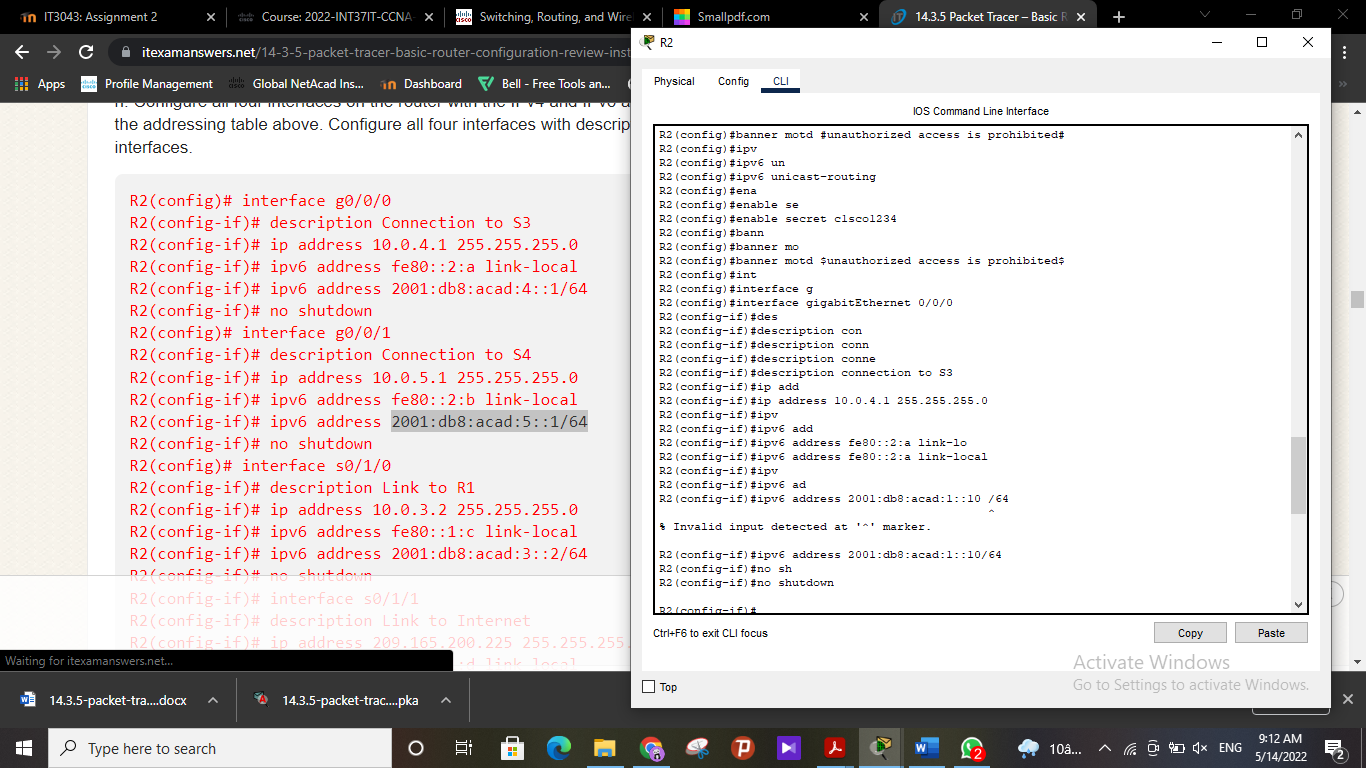 IT3043: Assignment 2
Course: 2022-INT37IT-CCNA-
Switching, Routing, and Wire
Smallpdf.com
14.3.5 Packet Tracer – Basic R
itexamanswers.net/14-3-5-packet-tracer-basic-router-configuration-review-inst
Apps
Profile Management
Global NetAcad Ins...
Dashboard
Bell - Free Tools an...
the addressing table above. Configure all four interfaces with descrip
interfaces.
R2(config)# interface g0/0/0
R2(config-if)# description Connection to S3
R2(config-if)# ip address 10.0.4.1 255.255.255.0
R2(config-if)# ipv6 address fe80::2:a link-local
R2(config-if)# ipv6 address 2001:db8:acad:4::1/64
R2(config-if)# no shutdown
R2(config)# interface g0/0/1
R2(config-if)# description Connection to S4
R2(config-if)# ip address 10.0.5.1 255.255.255.0
R2(config-if)# ipv6 address fe80::2:b link-local
R2(config-if)# ipv6 address 2001:db8:acad:5::1/64
R2(config-if)# no shutdown
R2(config)# interface s0/1/0
R2(config-if)# description Link to R1
R2(config-if)# ip address 10.0.3.2 255.255.255.0
R2(config-if)# ipv6 address fe80::1:c link-local
R2(config-if)# ipv6 address 2001:db8:acad:3::2/64
R2(config-if)# no shutdown
R2(config-if)# interface s0/1/1
R2(config-if)# description Link to Internet
R2(config-if)# ip address 209.165.200.225 255.255.255.
:d link-local
Waiting for itexamanswers.net...
R2
Physical
Config
CLI
IOS Command Line Interface
R2(config)#banner motd #unauthorized access is prohibited#
R2(config)#ipv
R2(config)#ipv6 un
R2(config)#ipv6 unicast-routing
R2(config)#ena
R2(config)#enable se
R2(config)#enable secret c1sco1234
R2(config)#bann
R2(config)#banner mo
R2(config)#banner motd $unauthorized access is prohibited$
R2(config)#int
R2(config)#interface g
R2(config)#interface gigabitEthernet 0/0/0
R2(config-if)#des
R2(config-if)#description con
R2(config-if)#description conn
R2(config-if)#description conne
R2(config-if)#description connection to S3
R2(config-if)#ip add
R2(config-if)#ip address 10.0.4.1 255.255.255.0
R2(config-if)#ipv
R2(config-if)#ipv6 add
R2(config-if)#ipv6 address fe80::2:a link-lo
R2(config-if)#ipv6 address fe80::2:a link-local
R2(config-if)#ipv
R2(config-if)#ipv6 ad
R2(config-if)#ipv6 address 2001:db8:acad:1::10 /64
^
% Invalid input detected at '^' marker.
R2(config-if)#ipv6 address 2001:db8:acad:1::10/64
R2(config-if)#no sh
R2(config-if)#no shutdown
R2(config-if)#
Ctrl+F6 to exit CLI focus
Copy
Paste
Activate Windows
Go to Settings to activate Windows.
Top
14.3.5-packet-tra....docx
14.3.5-packet-trac....pka
Type here to search
2
10â...
ENG
9:12 AM
5/14/2022
2